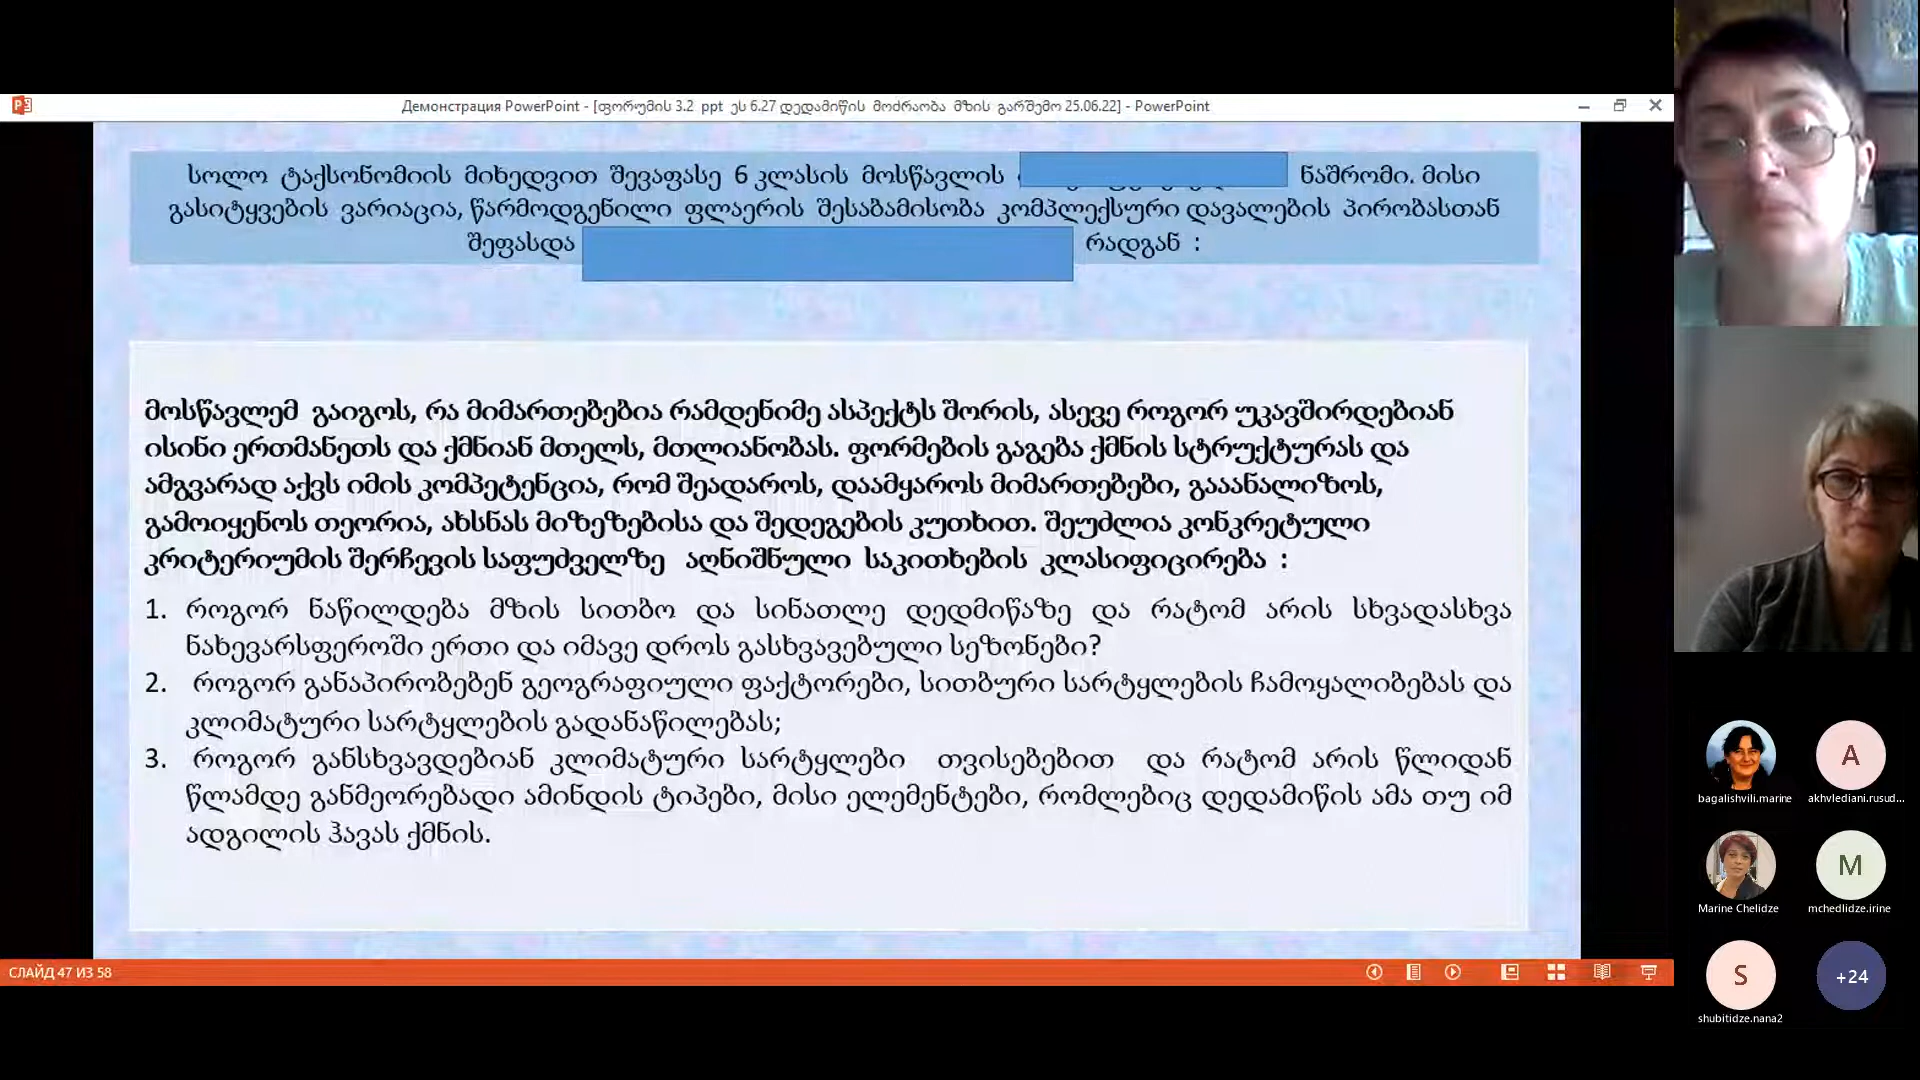 Демонстрация PowerPoint - [ფორუმის 3.2 ppt ეს 6.27 დედამიწის მოძრაობა მზის გარშემო 25.06.22] - PowerPoint
სოლო ტაქსონომიის მიხედვით შევაფასე 6 კლასის მოსწავლის ნაშრომი. მისი
გასიტყვების ვარიაცია, წარმოდგენილი ფლაერის შესაბამისობა კომპლექსური დავალების პირობასთან
შეფასდა რადგან :
მოსწავლემ გაიგოს, რა მიმართებებია რამდენიმე ასპექტს შორის, ასევე როგორ უკავშირდებიან
ისინი ერთმანეთს და ქმნიან მთელს, მთლიანობას. ფორმების გაგება ქმნის სტრუქტურას და
ამგვარად აქვს იმის კომპეტენცია, რომ შეადაროს, დაამყაროს მიმართებები, გააანალიზოს,
გამოიყენოს თეორია, ახსნას მიზეზებისა და შედეგების კუთხით. შეუძლია კონკრეტული
კრიტერიუმის შერჩევის საფუძველზე აღნიშნული საკითხების კლასიფიცირება :
1. როგორ ნაწილდება მზის სითბო და სინათლე დედმიწაზე და რატომ არის სხვადასხვა
ნახევარსფეროში ერთი და იმავე დროს გასხვავებული სეზონები?
2. როგორ განაპირობებენ გეოგრაფიული ფაქტორები, სითბური სარტყლების ჩამოყალიბებას და
კლიმატური სარტყლების გადანაწილებას;
3. როგორ განსხვავდებიან კლიმატური სარტყლები თვისებებით და რატომ არის წლიდან
წლამდე განმეორებადი ამინდის ტიპები, მისი ელემენტები, რომლებიც დედამიწის ამა თუ იმ
ადგილის ჰავას ქმნის.
СЛАЙД 47 ИЗ 58
bagalishvili.marine
A
akhvlediani.rusud...
Marine Chelidze
M
mchedlidze.irine
S
shubitidze.nana2
+24